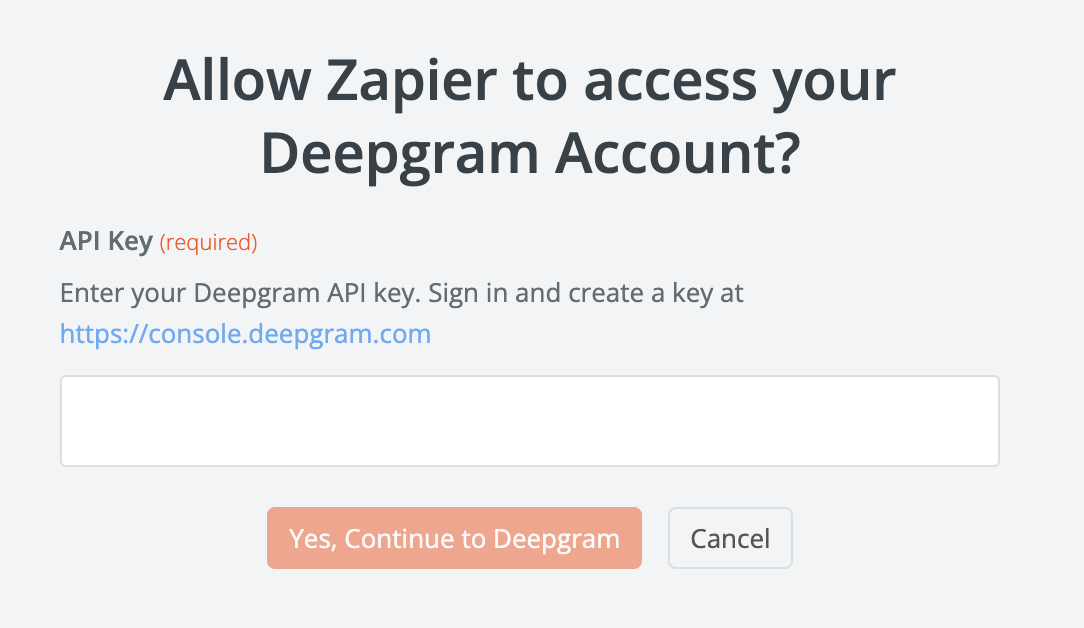 Allow Zapier to access your
Deepgram Account?
API Key (required)
Enter your Deepgram API key. Sign in and create a key at
https://console.deepgram.com
Yes, Continue to Deepgram
Cancel